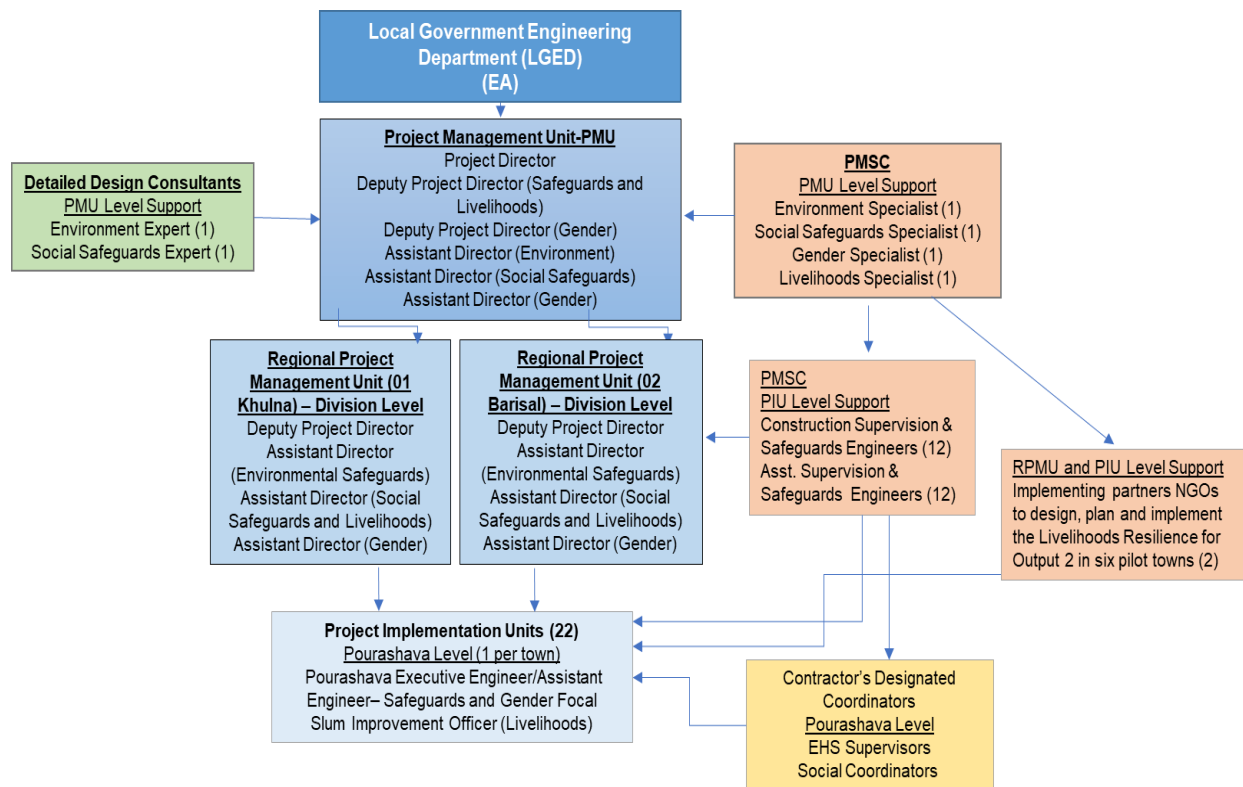 Local Government Engineering
Department (LGED)
(EA)
Project Management Unit-PMU
Project Director
Deputy Project Director (Safeguards and
Livelihoods)
Deputy Project Director (Gender)
Assistant Director (Environment)
Assistant Director (Social Safeguards)
Assistant Director (Gender)
Detailed Design Consultants
PMU Level Support
Environment Expert (1)
Social Safeguards Expert (1)
PMSC
PMU Level Support
Environment Specialist (1)
Social Safeguards Specialist (1)
Gender Specialist (1)
Livelihoods Specialist (1)
Regional Project
Management Unit (01
Khulna) – Division Level
Deputy Project Director
Assistant Director
(Environmental Safeguards)
Assistant Director (Social
Safeguards and Livelihoods)
Assistant Director (Gender)
Regional Project
Management Unit (02
Barisal) – Division Level
Deputy Project Director
Assistant Director
(Environmental Safeguards)
Assistant Director (Social
Safeguards and Livelihoods)
Assistant Director (Gender)
PMSC
PIU Level Support
Construction Supervision &
Safeguards Engineers (12)
Asst. Supervision &
Safeguards Engineers (12)
RPMU and PIU Level Support
Implementing partners NGOs
to design, plan and implement
the Livelihoods Resilience for
Output 2 in six pilot towns (2)
Project Implementation Units (22)
Pourashava Level (1 per town)
Pourashava Executive Engineer/Assistant
Engineer– Safeguards and Gender Focal
Slum Improvement Officer (Livelihoods)
Contractor's Designated
Coordinators
Pourashava Level
EHS Supervisors
Social Coordinators